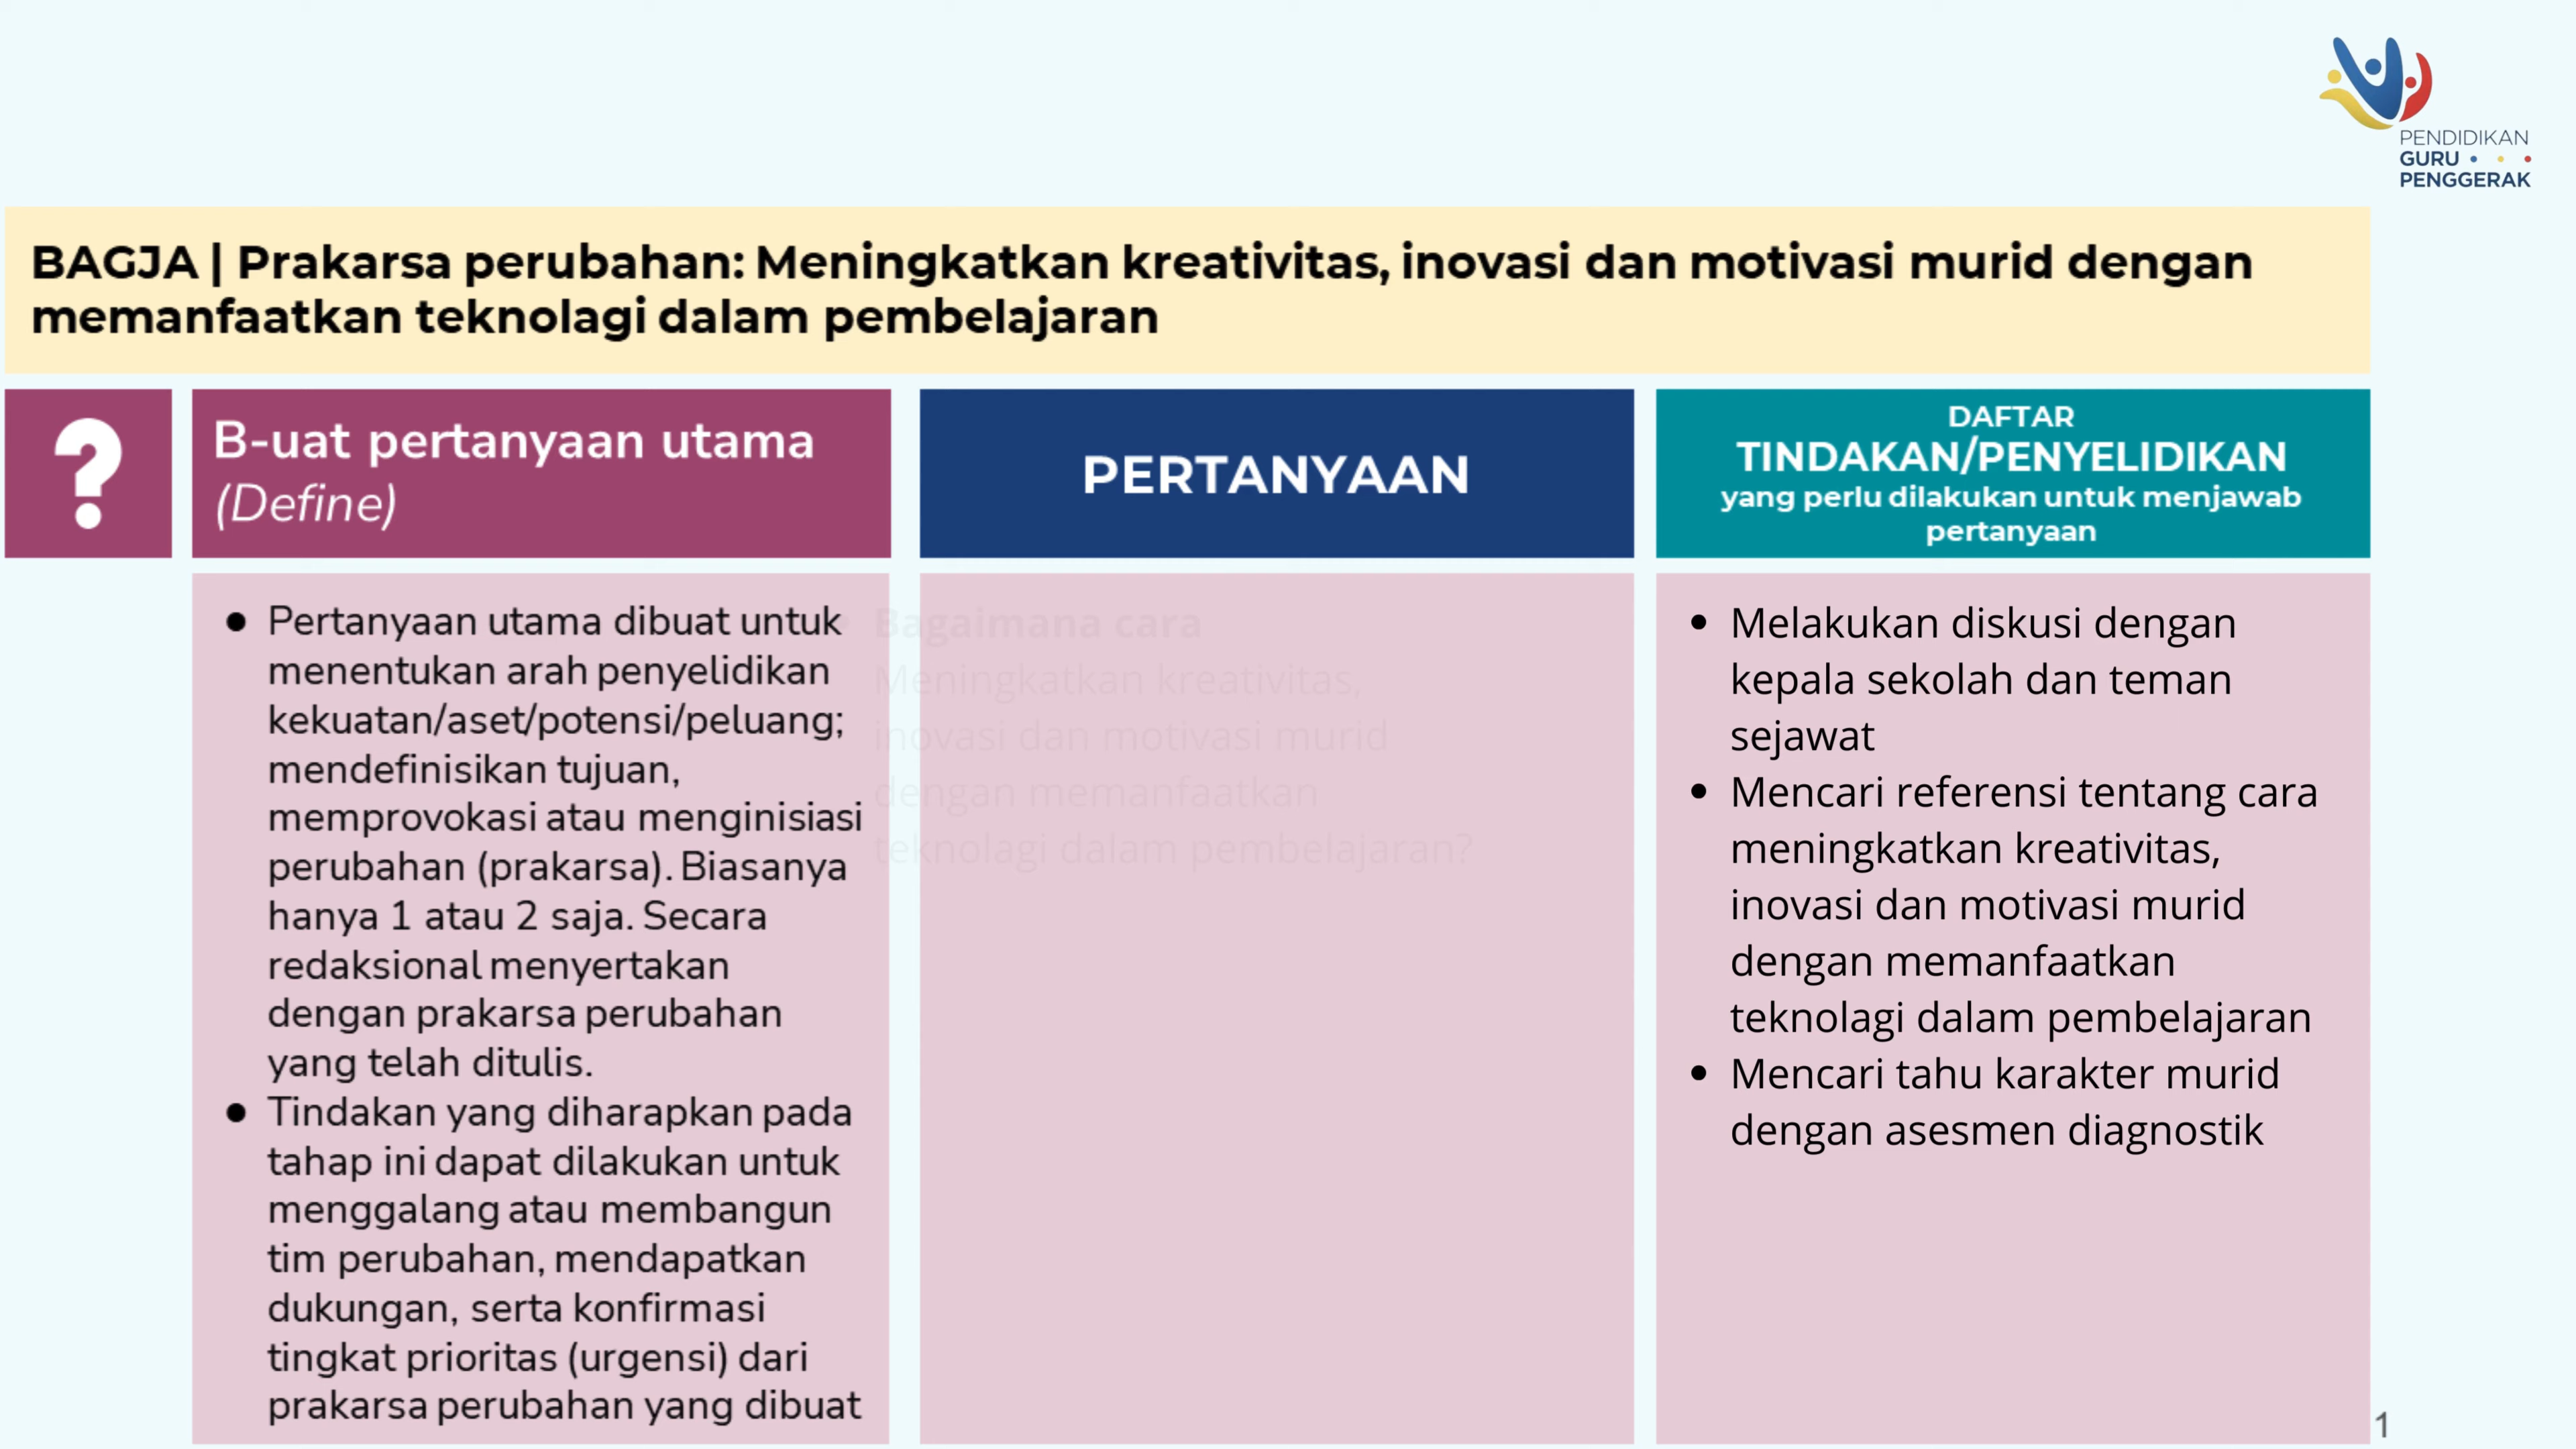 PENDIDIKAN
GURU
PENGGERAK
BAGJA | Prakarsa perubahan: Meningkatkan kreativitas, inovasi dan motivasi murid dengan
memanfaatkan teknolagi dalam pembelajaran
?
B-uat pertanyaan utama
(Define)
PERTANYAAN
DAFTAR
TINDAKAN/PENYELIDIKAN
yang perlu dilakukan untuk menjawab
pertanyaan
● Pertanyaan utama dibuat untuk
menentukan arah penyelidikan
kekuatan/aset/potensi/peluang;
mendefinisikan tujuan,
memprovokasi atau menginisiasi
perubahan (prakarsa). Biasanya
hanya 1 atau 2 saja. Secara
redaksional menyertakan
dengan prakarsa perubahan
yang telah ditulis.
● Tindakan yang diharapkan pada
tahap ini dapat dilakukan untuk
menggalang atau membangun
tim perubahan, mendapatkan
dukungan, serta konfirmasi
tingkat prioritas (urgensi) dari
prakarsa perubahan yang dibuat
Bagaimana cara
Meningkatkan kreativitas,
inovasi dan motivasi murid
dengan memanfaatkan
teknolagi dalam pembelajaran?
• Melakukan diskusi dengan
kepala sekolah dan teman
sejawat
• Mencari referensi tentang cara
meningkatkan kreativitas,
inovasi dan motivasi murid
dengan memanfaatkan
teknolagi dalam pembelajaran
• Mencari tahu karakter murid
dengan asesmen diagnostik
1